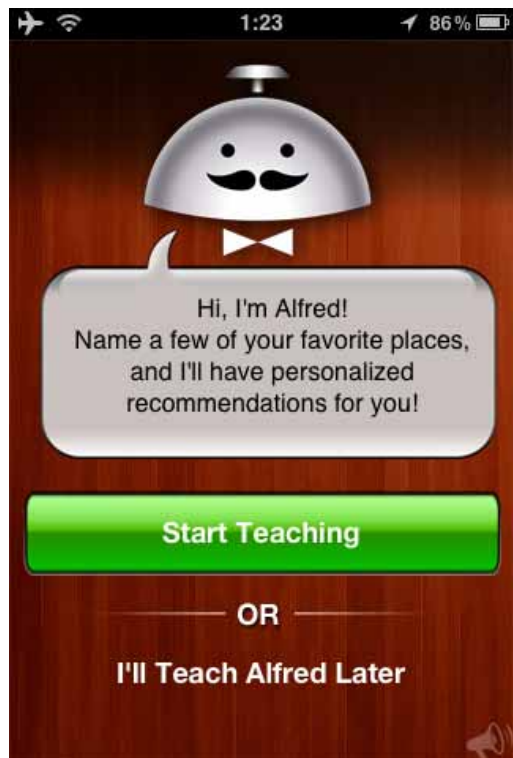 1:23 86%
Hi, I'm Alfred!
Name a few of your favorite places,
and I'll have personalized
recommendations for you!
Start Teaching
OR
I'll Teach Alfred Later